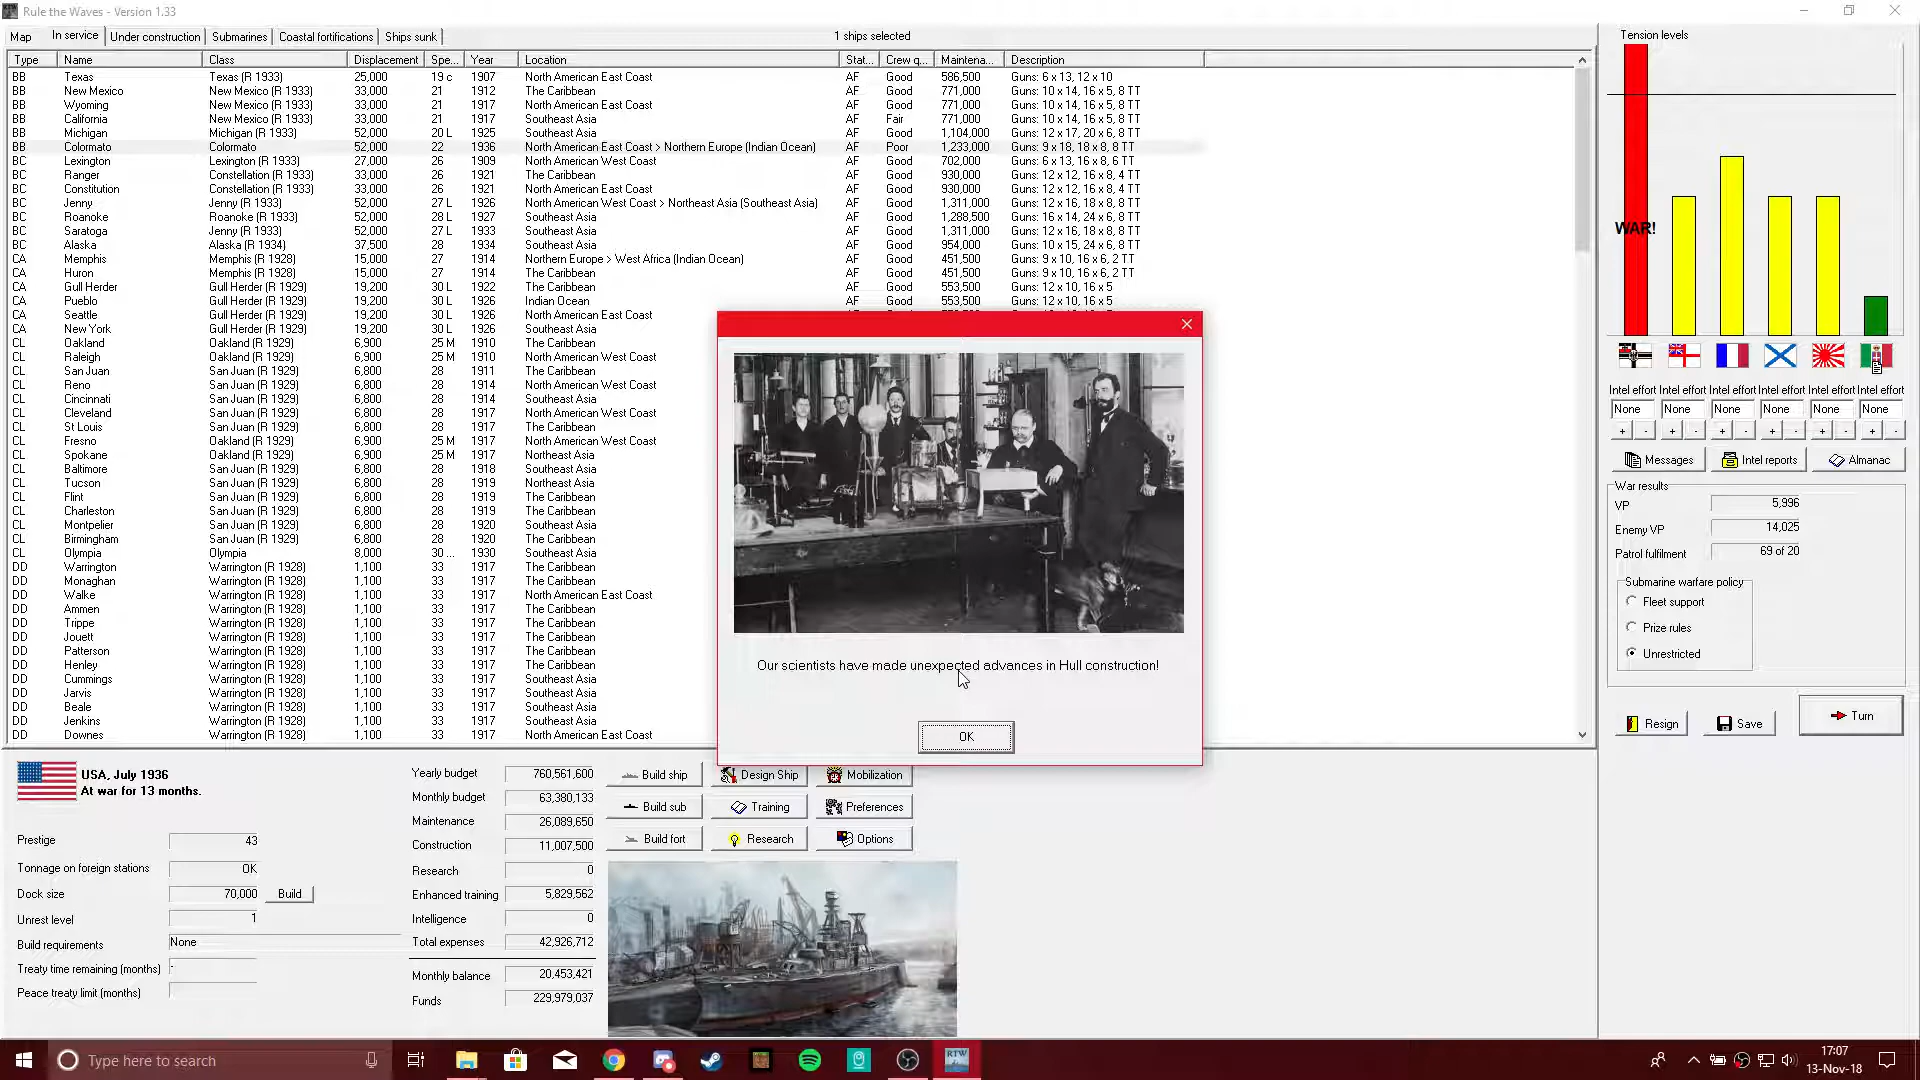 Rule the Waves - Version 1.33
Map In service Under construction Submarines Coastal fortifications Ships sunk 1 ships selected
Type Name Class Displacement Spe... Year Location Stat... Crew q... Maintena... Description
BB Texas Texas (R 1933) 25,000 19 c 1907 North American East Coast AF Good 586,500 Guns: 6 x 13, 12 x 10
BB New Mexico New Mexico (R 1933) 33,000 21 1912 The Caribbean AF Good 771,000 Guns: 10 x 14, 16 x 5, 8 TT
BB Wyoming New Mexico (R 1933) 33,000 21 1917 North American East Coast AF Good 771,000 Guns: 10 x 14, 16 x 5, 8 TT
BB California New Mexico (R 1933) 33,000 21 1917 Southeast Asia AF Fair 771,000 Guns: 10 x 14, 16 x 5, 8 TT
BB Michigan Michigan (R 1933) 52,000 20 L 1925 Southeast Asia AF Good 1,104,000 Guns: 12 x 17, 20 x 6, 8 TT
BB Colormato Colormato 52,000 22 1936 North American East Coast > Northern Europe (Indian Ocean) AF Poor 1,233,000 Guns: 9 x 18, 18 x 8, 8 TT
BC Lexington Lexington (R 1933) 27,000 26 1909 North American West Coast AF Good 702,000 Guns: 6 x 13, 16 x 6
BC Ranger Constellation (R 1933) 33,000 26 1921 The Caribbean AF Good 930,000 Guns: 12 x 12, 16 x 8, 4 TT
BC Constitution Constellation (R 1933) 33,000 26 1921 North American East Coast AF Good 930,000 Guns: 12 x 12, 16 x 8, 4 TT
BC Jenny Jenny (R 1933) 52,000 27 L 1926 North American West Coast > Northeast Asia (Southeast Asia) AF Good 1,311,000 Guns: 12 x 16, 18 x 8, 8 TT
BC Roanoke Roanoke (R 1933) 52,000 28 L 1927 Southeast Asia AF Good 1,288,500 Guns: 16 x 14, 24 x 6, 8 TT
BC Saratoga Jenny (R 1933) 52,000 27 L 1933 Southeast Asia AF Good 1,311,000 Guns: 12 x 16, 18 x 8, 8 TT
BC Alaska Alaska (R 1934) 37,500 28 1934 Southeast Asia AF Good 954,000 Guns: 10 x 15, 24 x 6, 8 TT
CA Memphis Memphis (R 1928) 15,000 27 1914 Northern Europe > West Africa (Indian Ocean) AF Good 451,500 Guns: 9 x 10, 16 x 6, 2 TT
CA Huron Memphis (R 1928) 15,000 27 1914 The Caribbean AF Good 451,500 Guns: 9 x 10, 16 x 6, 2 TT
CA Gull Herder Gull Herder (R 1929) 19,200 30 L 1922 The Caribbean AF Good 553,500 Guns: 12 x 10, 16 x 5
CA Pueblo Gull Herder (R 1929) 19,200 30 L 1926 Indian Ocean AF Good 553,500 Guns: 12 x 10, 16 x 5
CA Seattle Gull Herder (R 1929) 19,200 30 L 1926 North American East Coast
CA New York Gull Herder (R 1929) 19,200 30 L 1926 Southeast Asia
CL Oakland Oakland (R 1929) 6,900 25 M 1910 The Caribbean
CL Raleigh Oakland (R 1929) 6,900 25 M 1910 North American West Coast
CL San Juan San Juan (R 1929) 6,800 28 1911 The Caribbean
CL Reno San Juan (R 1929) 6,800 28 1914 North American West Coast
CL Cincinnati San Juan (R 1929) 6,800 28 1914 Southeast Asia
CL Cleveland San Juan (R 1929) 6,800 28 1917 North American West Coast
CL St Louis San Juan (R 1929) 6,800 28 1917 The Caribbean
CL Fresno Oakland (R 1929) 6,900 25 M 1917 North American West Coast
CL Spokane Oakland (R 1929) 6,900 25 M 1917 Northeast Asia
CL Baltimore San Juan (R 1929) 6,800 28 1918 Southeast Asia
CL Tucson San Juan (R 1929) 6,800 28 1919 Northeast Asia
CL Flint San Juan (R 1929) 6,800 28 1919 The Caribbean
CL Charleston San Juan (R 1929) 6,800 28 1919 The Caribbean
CL Montpelier San Juan (R 1929) 6,800 28 1920 Southeast Asia
CL Birmingham San Juan (R 1929) 6,800 28 1920 The Caribbean
CL Olympia Olympia 8,000 30 ... 1930 Southeast Asia
DD Warrington Warrington (R 1928) 1,100 33 1917 The Caribbean
DD Monaghan Warrington (R 1928) 1,100 33 1917 The Caribbean
DD Walke Warrington (R 1928) 1,100 33 1917 North American East Coast
DD Ammen Warrington (R 1928) 1,100 33 1917 The Caribbean
DD Trippe Warrington (R 1928) 1,100 33 1917 The Caribbean
DD Jouett Warrington (R 1928) 1,100 33 1917 The Caribbean
DD Patterson Warrington (R 1928) 1,100 33 1917 The Caribbean
DD Henley Warrington (R 1928) 1,100 33 1917 The Caribbean
DD Cummings Warrington (R 1928) 1,100 33 1917 Southeast Asia
DD Jarvis Warrington (R 1928) 1,100 33 1917 Southeast Asia
DD Beale Warrington (R 1928) 1,100 33 1917 Southeast Asia
DD Jenkins Warrington (R 1928) 1,100 33 1917 Southeast Asia
DD Downes Warrington (R 1928) 1,100 33 1917 North American East Coast
Our scientists have made unexpected advances in Hull construction!
OK
Tension levels
WAR!
Intel effort Intel effort Intel effort Intel effort Intel effort Intel effort
None None None None None None
+ - + - + - + - + - + -
Messages Intel reports Almanac
War results
VP 5,996
Enemy VP 14,025
Patrol fulfilment 69 of 20
Submarine warfare policy
Fleet support
Prize rules
Unrestricted
Resign Save Turn
USA, July 1936
At war for 13 months.
Prestige 43
Tonnage on foreign stations OK
Dock size 70,000 Build
Unrest level 1
Build requirements None
Treaty time remaining (months) -
Peace treaty limit (months)
Yearly budget 760,561,600
Monthly budget 63,380,133
Maintenance 26,089,650
Construction 11,007,500
Research 0
Enhanced training 5,829,562
Intelligence 0
Total expenses 42,926,712
Monthly balance 20,453,421
Funds 229,979,037
Build ship Design Ship Mobilization
Build sub Training Preferences
Build fort Research Options
Type here to search
RTW
17:07
13-Nov-18